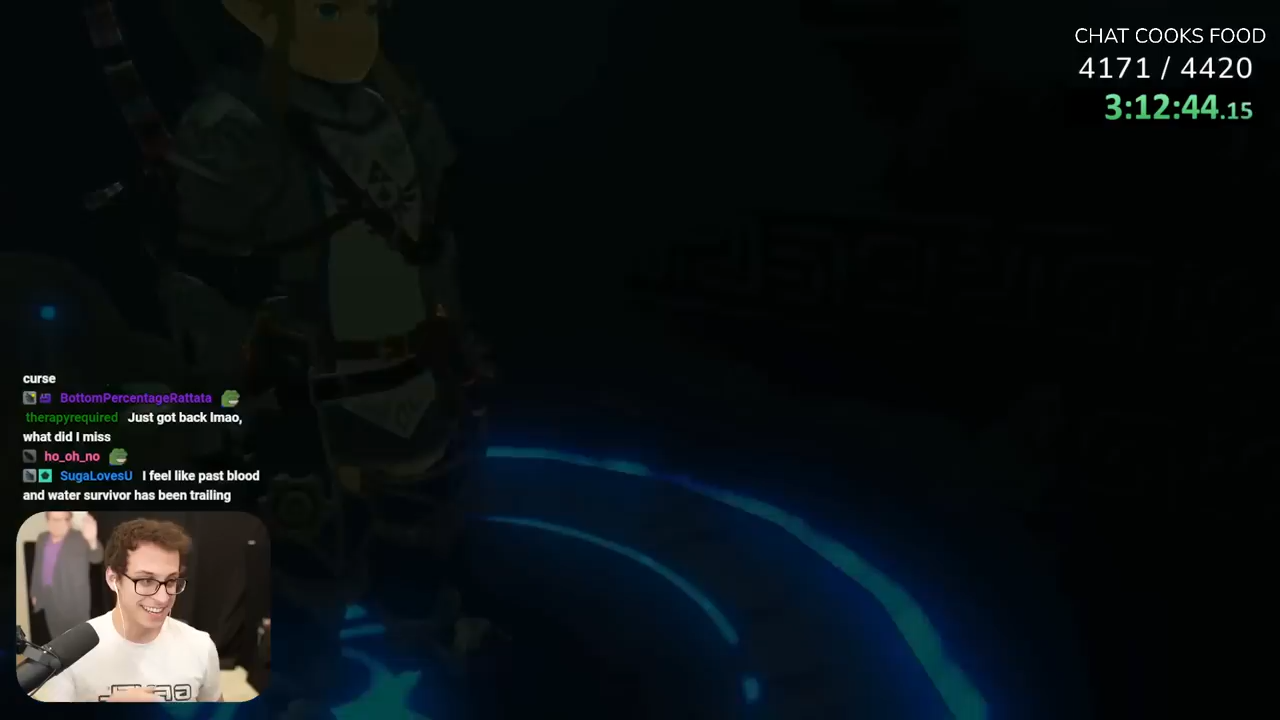 CHAT COOKS FOOD
4171 / 4420
3:12:44.15
curse
BottomPercentageRattata
therapyrequired Just got back lmao,
what did I miss
ho_oh_no
SugaLovesU I feel like past blood
and water survivor has been trailing